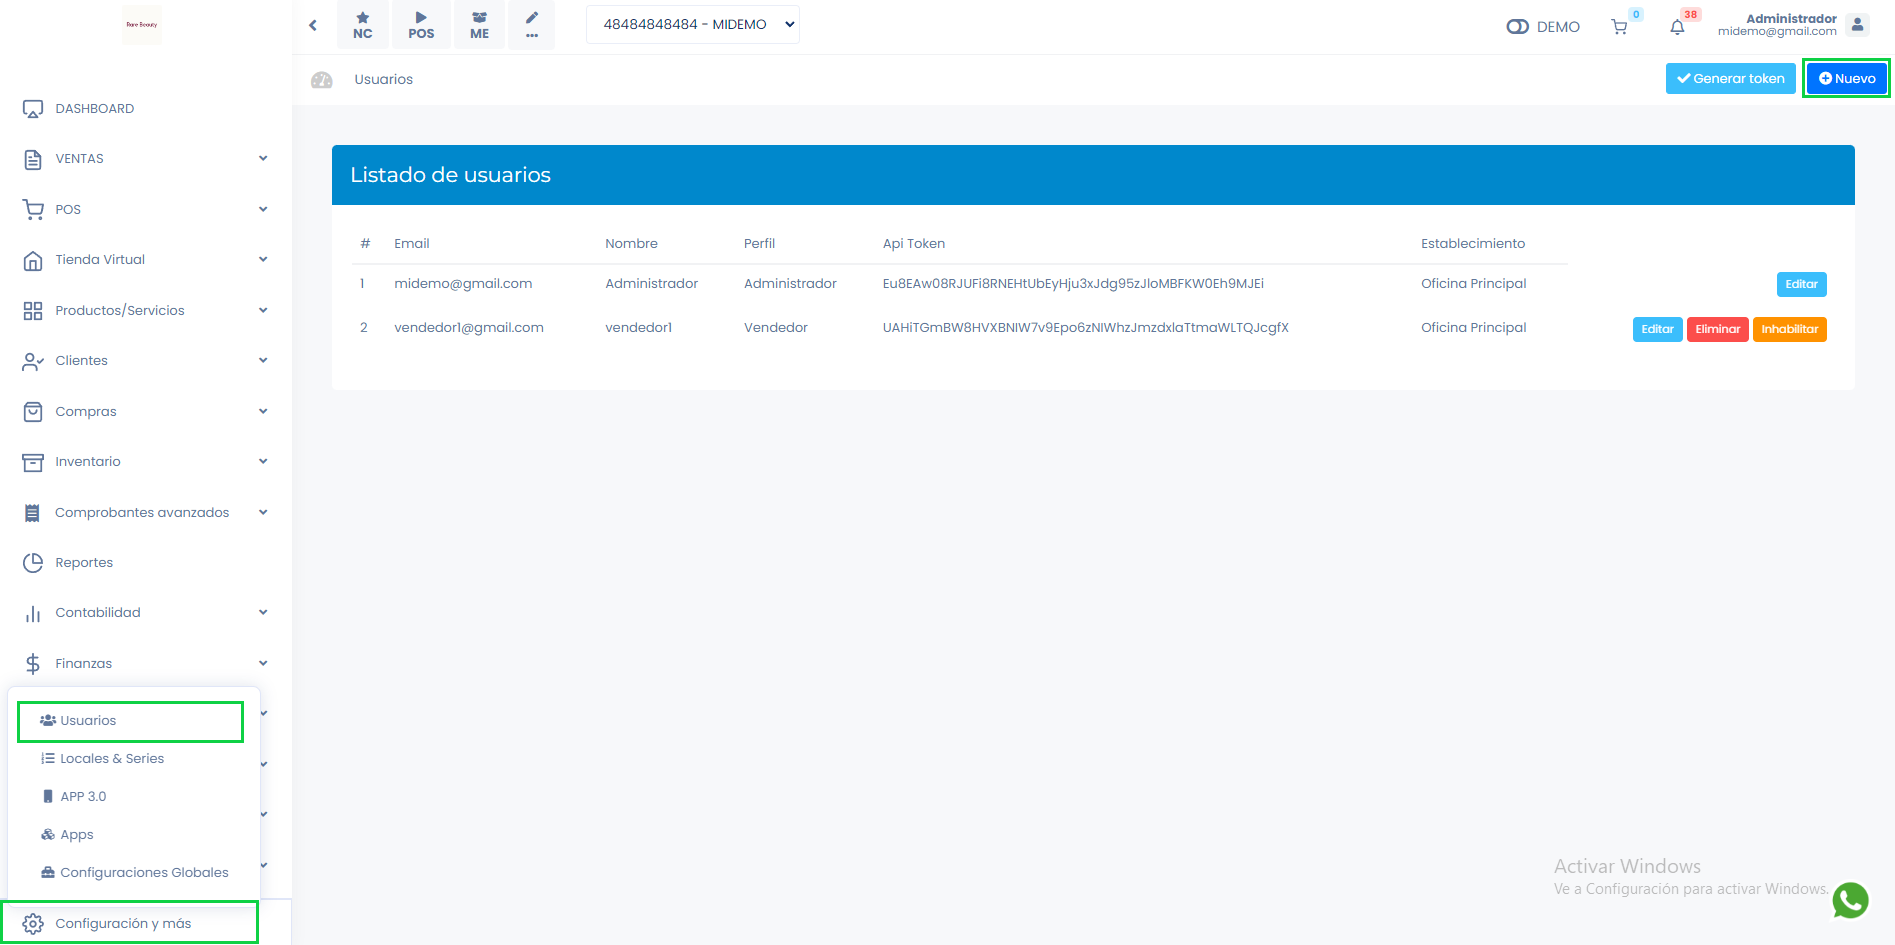 Rare Beauty
NC
POS
ME
...
48484848484 - MIDEMO
DEMO
0
38
Administrador
midemo@gmail.com
Usuarios
Generar token
Nuevo
DASHBOARD
VENTAS
POS
Tienda Virtual
Productos/Servicios
Clientes
Compras
Inventario
Comprobantes avanzados
Reportes
Contabilidad
Finanzas
Usuarios
Locales & Series
APP 3.0
Apps
Configuraciones Globales
Configuración y más
Listado de usuarios
# Email Nombre Perfil Api Token Establecimiento
1 midemo@gmail.com Administrador Administrador Eu8EAw08RJUFi8RNEHtUbEyHju3xJdg95zJloMBFKW0Eh9MJEi Oficina Principal Editar
2 vendedor1@gmail.com vendedor1 Vendedor UAHiTGmBW8HVXBNIW7v9Epo6zNIWhzJmzdxlaTtmaWLTQJcgfX Oficina Principal Editar Eliminar Inhabilitar
Activar Windows
Ve a Configuración para activar Windows.